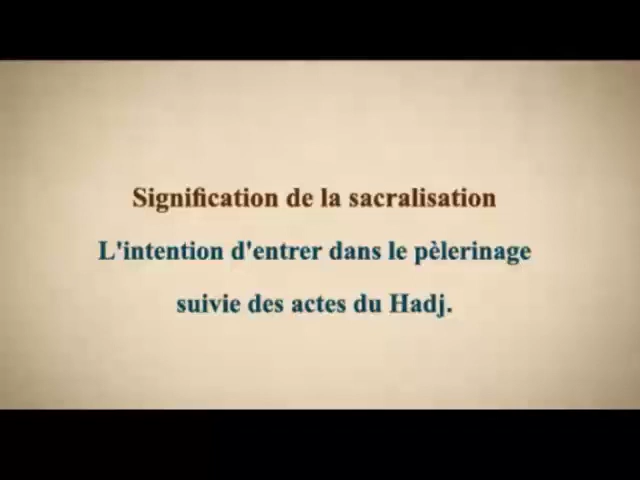 Signification de la sacralisation
L'intention d'entrer dans le pèlerinage
suivie des actes du Hadj.